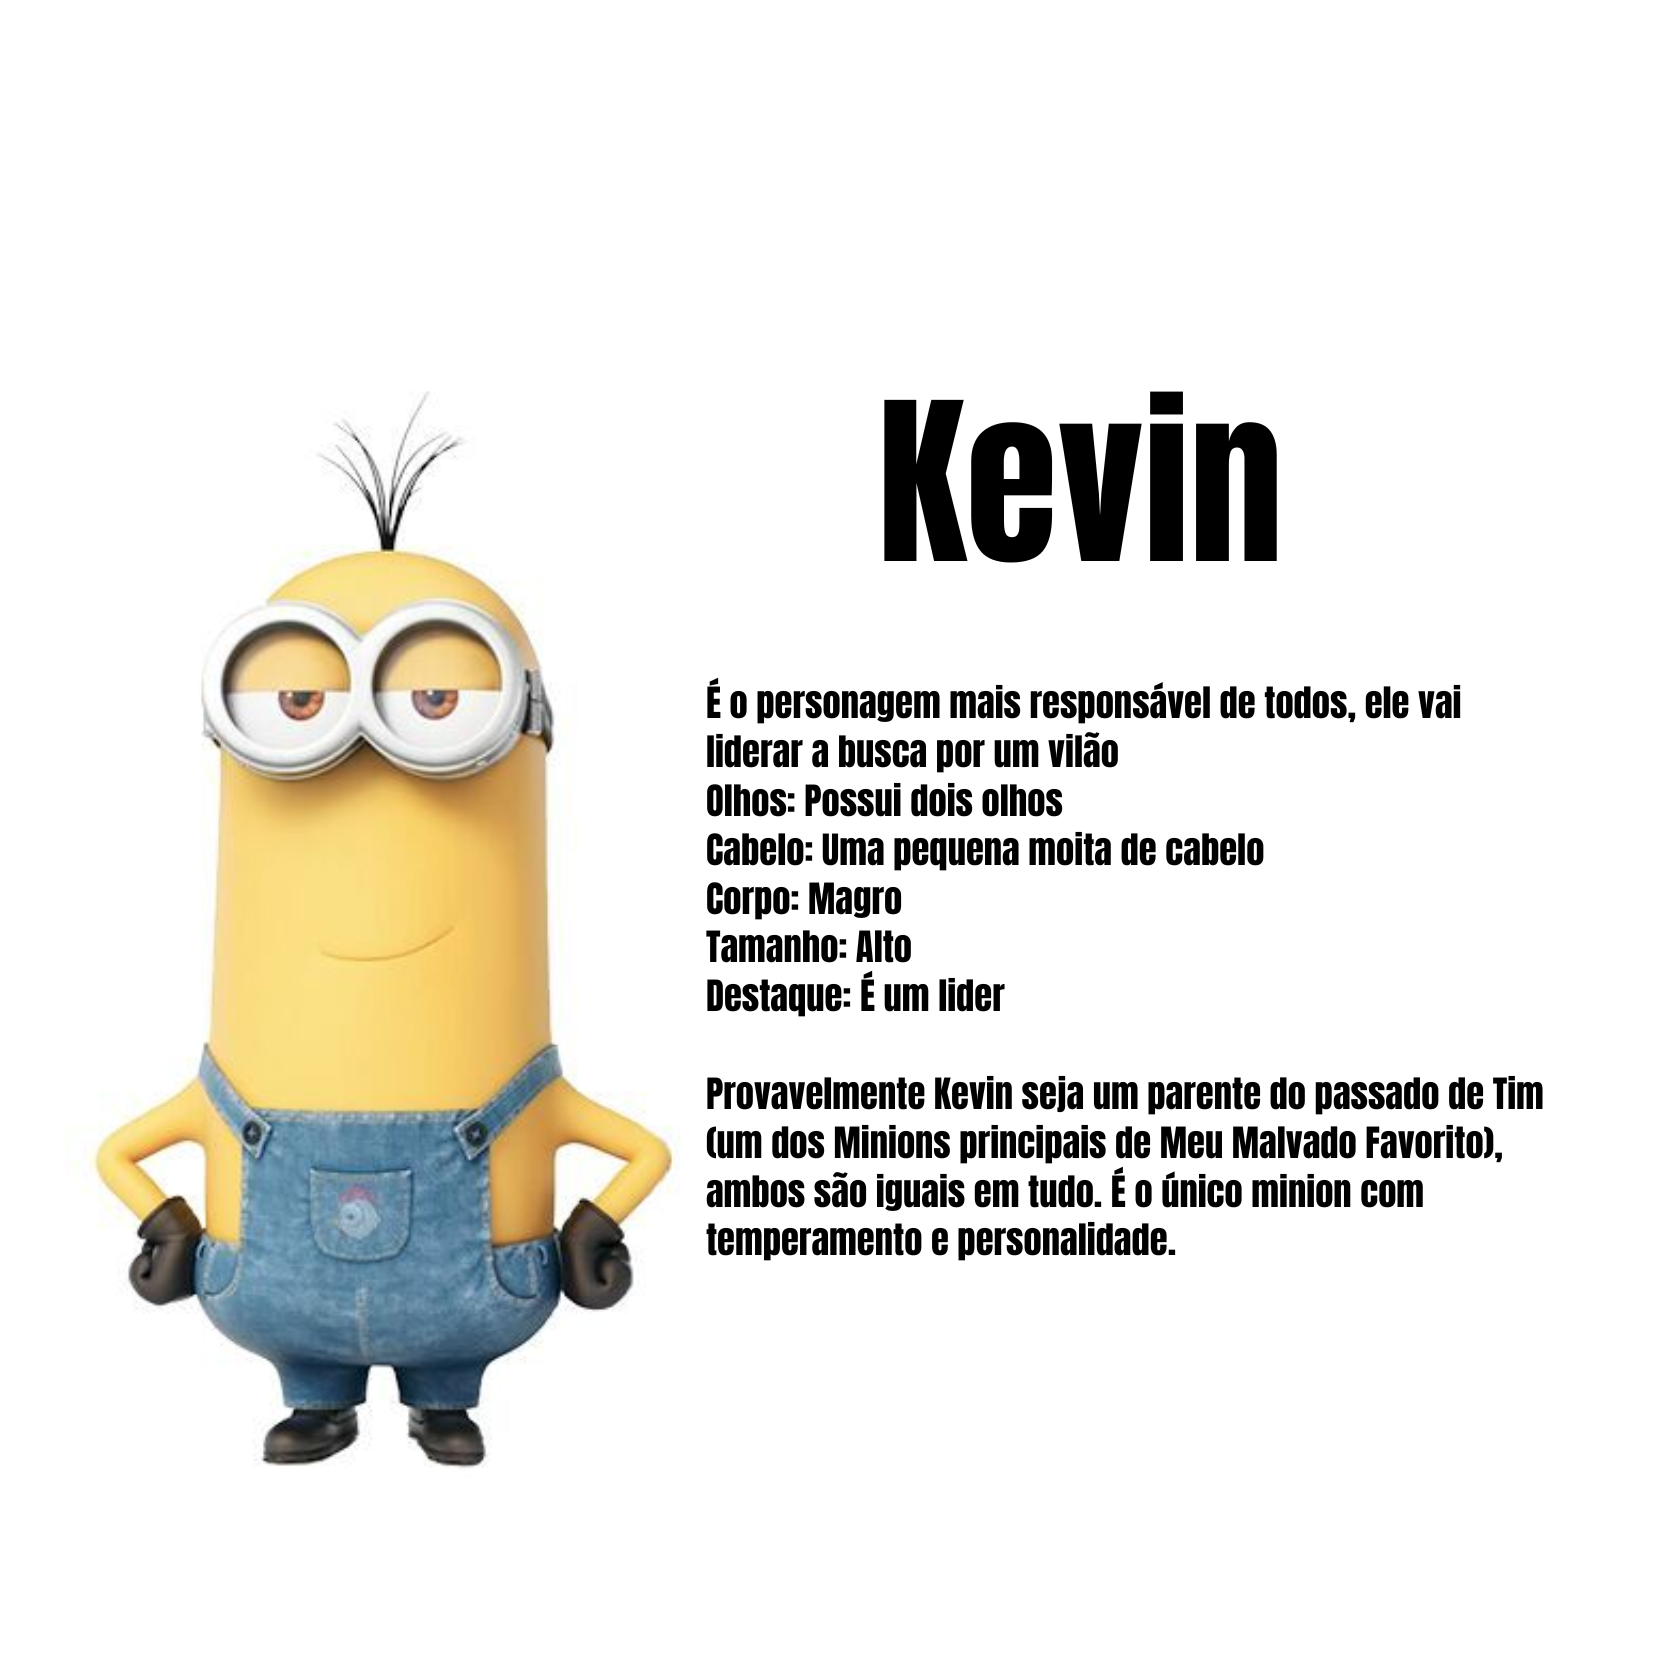 Kevin
É o personagem mais responsável de todos, ele vai
liderar a busca por um vilão
Olhos: Possui dois olhos
Cabelo: Uma pequena moita de cabelo
Corpo: Magro
Tamanho: Alto
Destaque: É um lider
Provavelmente Kevin seja um parente do passado de Tim
(um dos Minions principais de Meu Malvado Favorito),
ambos são iguais em tudo. É o único minion com
temperamento e personalidade.